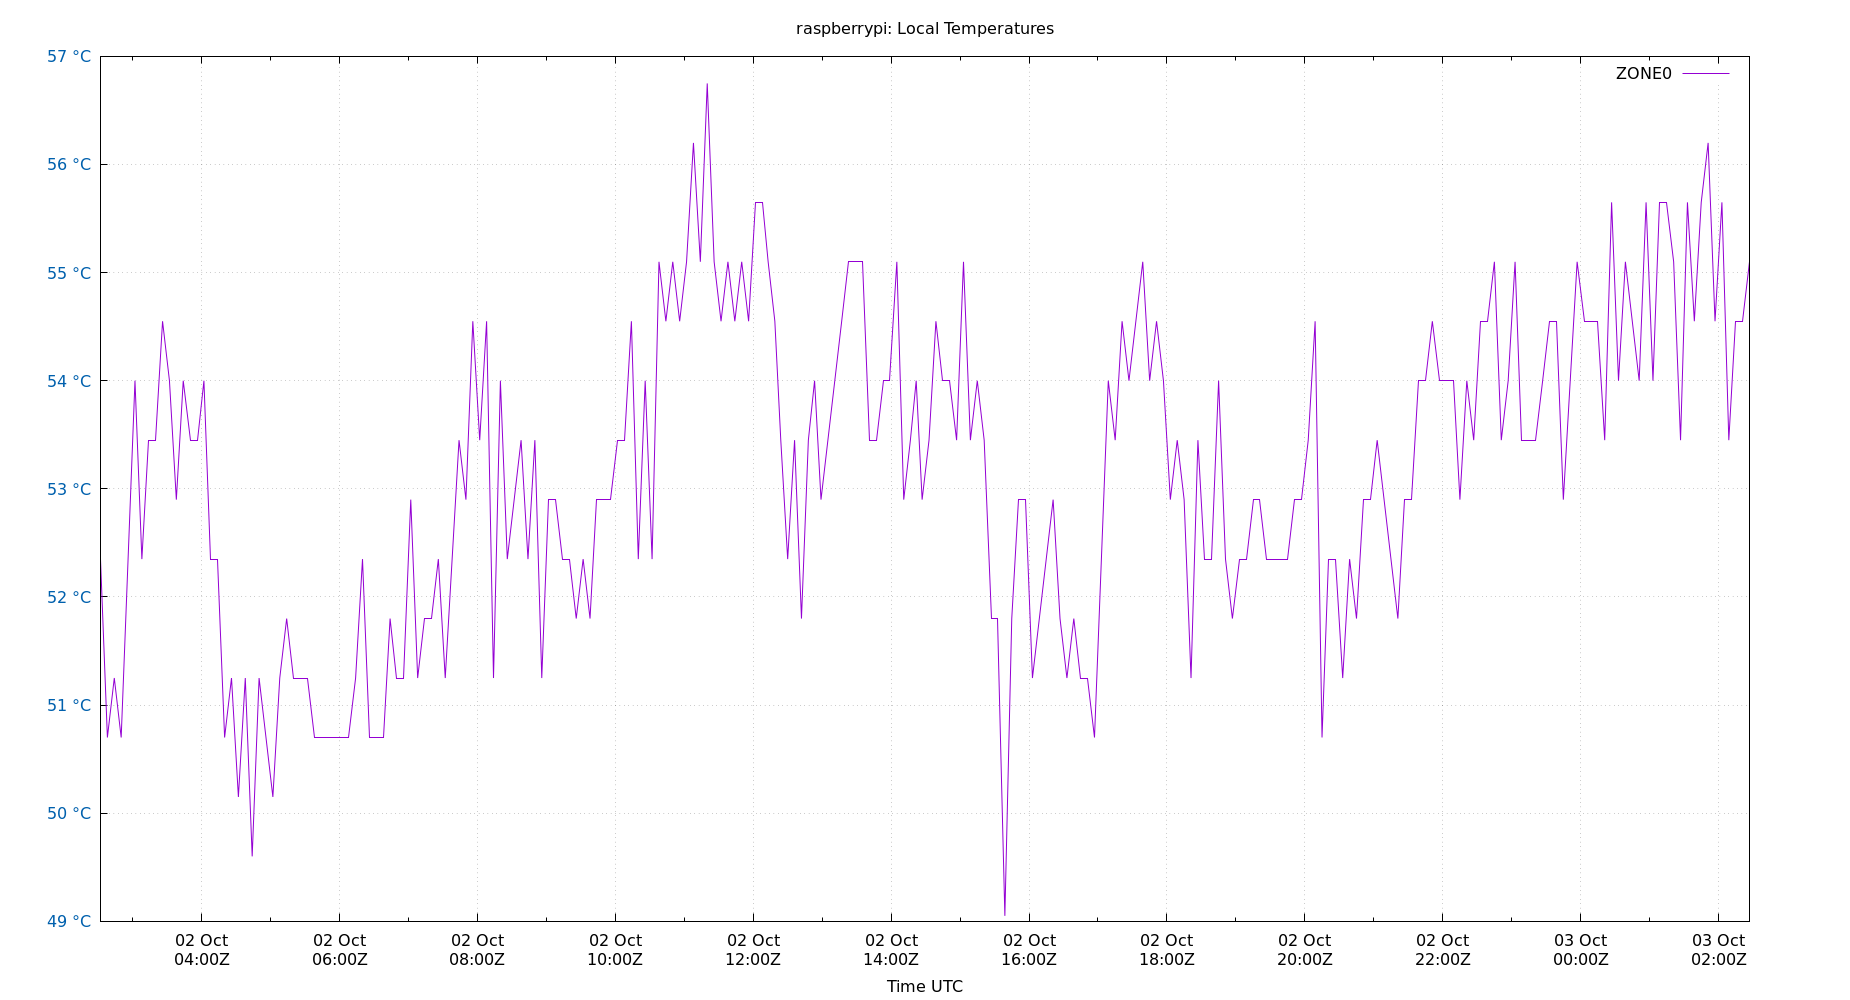 raspberrypi: Local Temperatures
57 °C
ZONE0
56 °C
55 °C
54 °C
53 °C
52 °C
51 °C
50 °C
49 °C
02 Oct 02 Oct 02 Oct 02 Oct 02 Oct 02 Oct 02 Oct 02 Oct 02 Oct 02 Oct 03 Oct 03 Oct
04:00Z 06:00Z 08:00Z 10:00Z 12:00Z 14:00Z 16:00Z 18:00Z 20:00Z 22:00Z 00:00Z 02:00Z
Time UTC